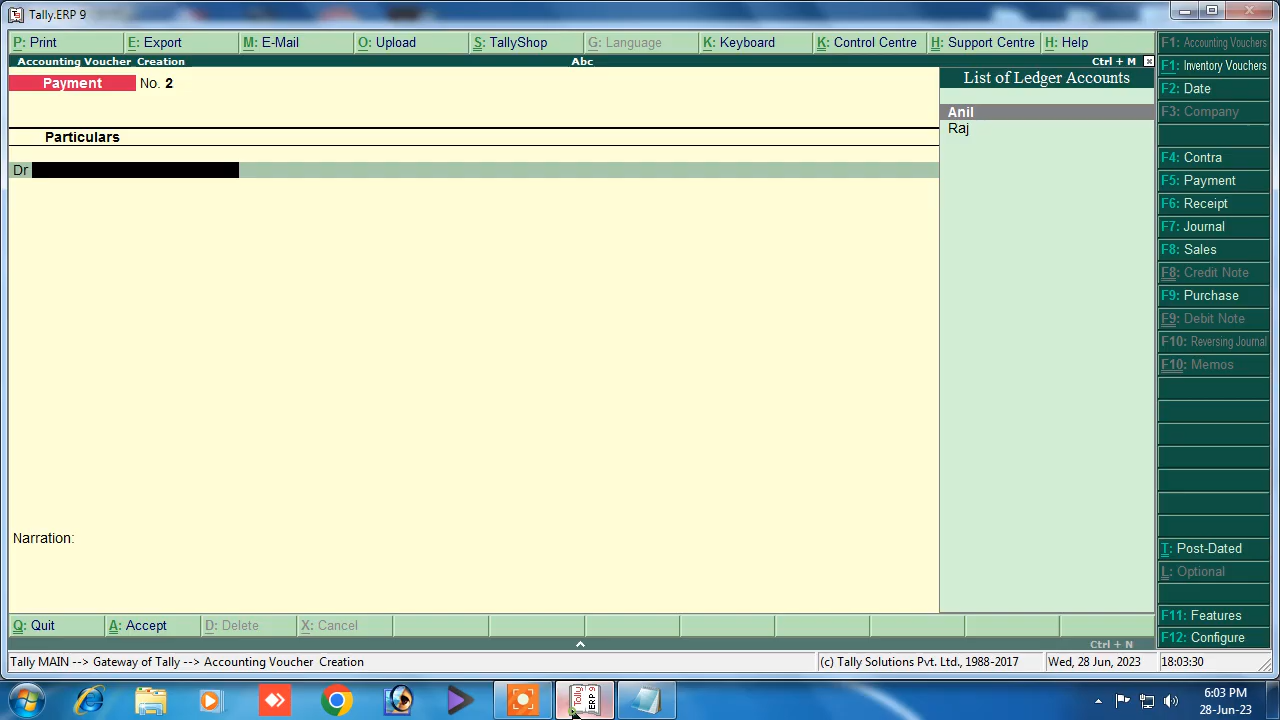 Tally.ERP 9
P: Print E: Export M: E-Mail O: Upload S: TallyShop G: Language K: Keyboard K: Control Centre H: Support Centre H: Help
Accounting Voucher Creation Abc Ctrl + M
Payment No. 2
Particulars
Dr
Narration:
List of Ledger Accounts
Anil
Raj
F1: Accounting Vouchers
F1: Inventory Vouchers
F2: Date
F3: Company
F4: Contra
F5: Payment
F6: Receipt
F7: Journal
F8: Sales
F8: Credit Note
F9: Purchase
F9: Debit Note
F10: Reversing Journal
F10: Memos
T: Post-Dated
L: Optional
F11: Features
F12: Configure
Q: Quit A: Accept D: Delete X: Cancel
Ctrl + N
Tally MAIN --> Gateway of Tally --> Accounting Voucher Creation (c) Tally Solutions Pvt. Ltd., 1988-2017 Wed, 28 Jun, 2023 18:03:30
Tally
ERP 9
6:03 PM
28-Jun-23